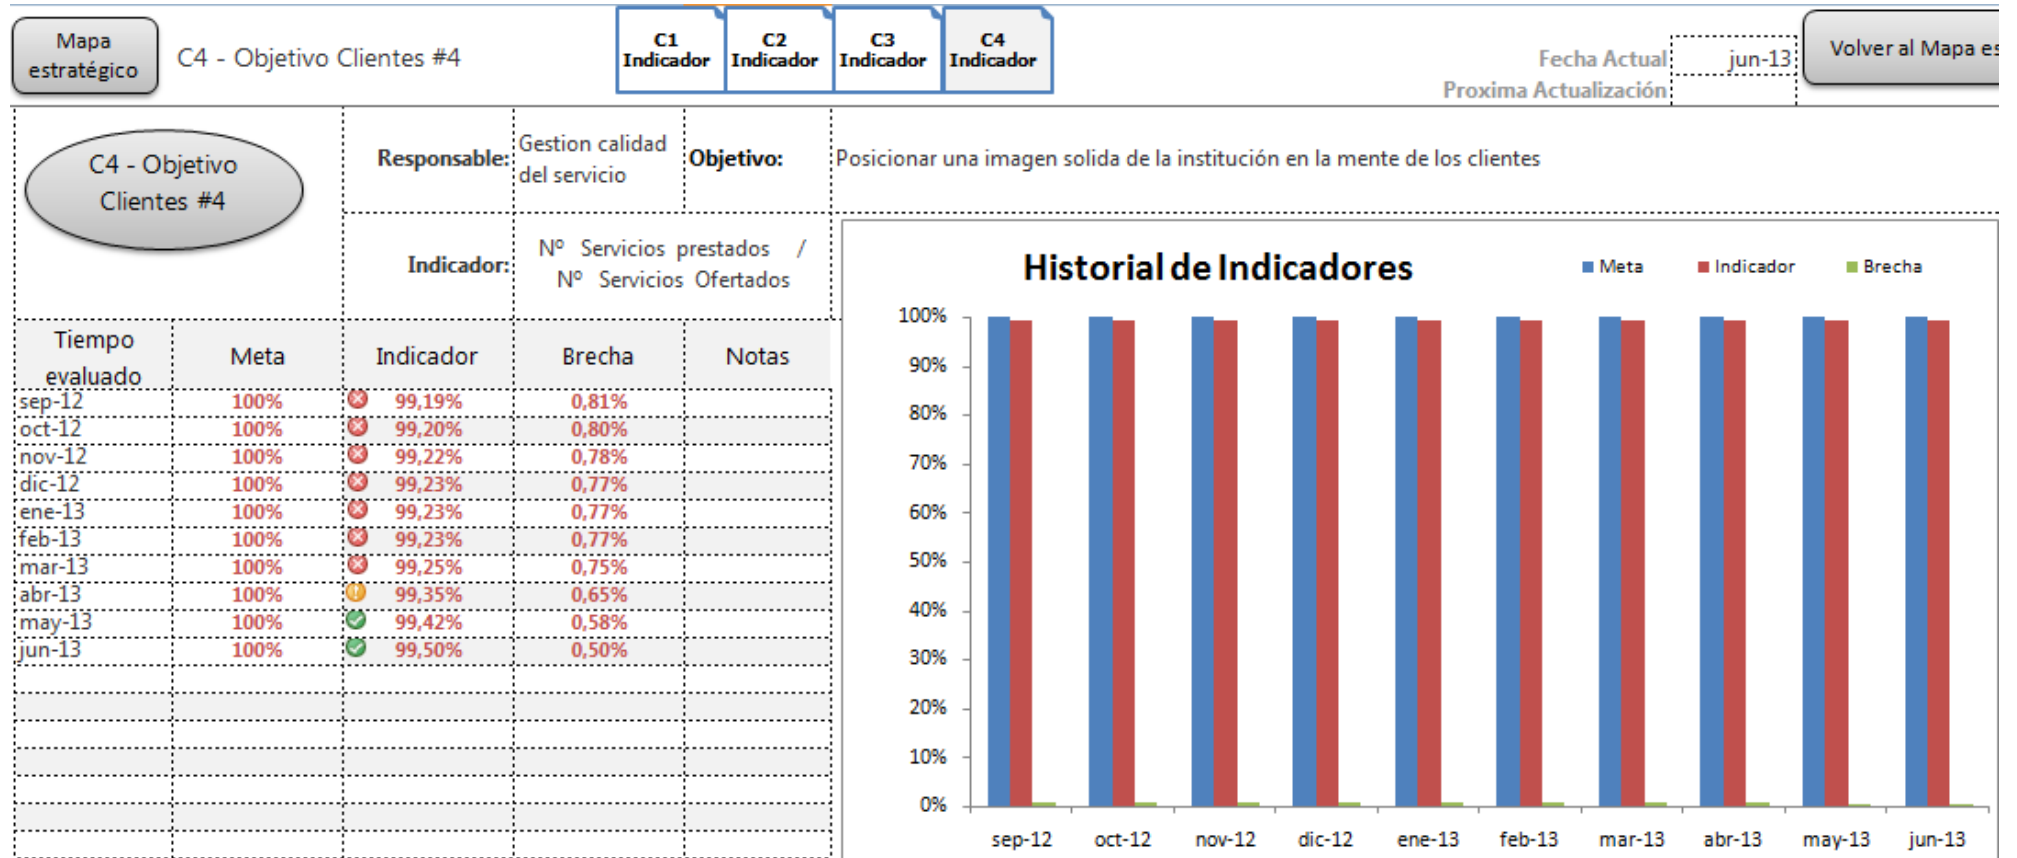 Mapa
estratégico
C4 - Objetivo Clientes #4
C1
Indicador
C2
Indicador
C3
Indicador
C4
Indicador
Fecha Actual jun-13
Proxima Actualización
Volver al Mapa es
C4 - Objetivo
Clientes #4
Responsable:
Gestion calidad
del servicio
Objetivo:
Posicionar una imagen solida de la institución en la mente de los clientes
Indicador:
Nº Servicios prestados /
Nº Servicios Ofertados
Tiempo
evaluado
Meta Indicador Brecha Notas
sep-12 100% 99,19% 0,81%
oct-12 100% 99,20% 0,80%
nov-12 100% 99,22% 0,78%
dic-12 100% 99,23% 0,77%
ene-13 100% 99,23% 0,77%
feb-13 100% 99,23% 0,77%
mar-13 100% 99,25% 0,75%
abr-13 100% 99,35% 0,65%
may-13 100% 99,42% 0,58%
jun-13 100% 99,50% 0,50%
Historial de Indicadores
Meta Indicador Brecha
100%
90%
80%
70%
60%
50%
40%
30%
20%
10%
0%
sep-12 oct-12 nov-12 dic-12 ene-13 feb-13 mar-13 abr-13 may-13 jun-13